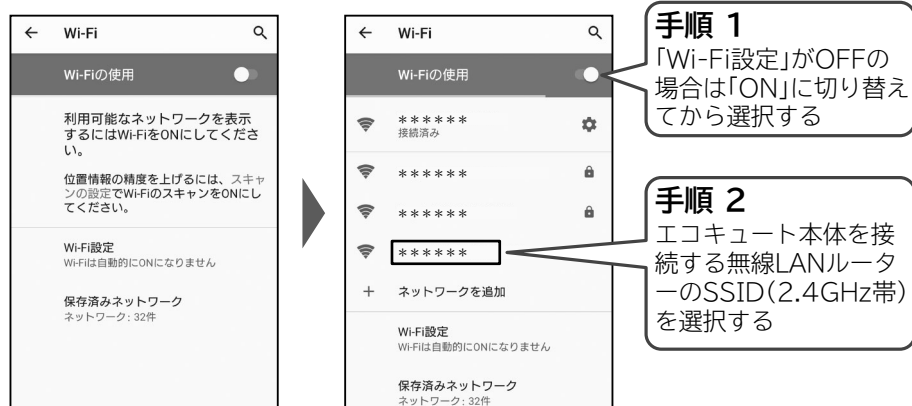 Wi-Fi
Wi-Fiの使用
利用可能なネットワークを表示
するにはWi-FiをONにしてくださ
い。
位置情報の精度を上げるには、スキャ
ンの設定でWi-FiのスキャンをONにし
てください。
Wi-Fi設定
Wi-Fiは自動的にONになりません
保存済みネットワーク
ネットワーク: 32件
Wi-Fi
Wi-Fiの使用
******
接続済み
******
******
******
ネットワークを追加
Wi-Fi設定
Wi-Fiは自動的にONになりません
保存済みネットワーク
ネットワーク: 32件
手順 1
「Wi-Fi設定」がOFFの
場合は「ON」に切り替え
てから選択する
手順 2
エコキュート本体を接
続する無線LANルータ
ーのSSID(2.4GHz帯)
を選択する